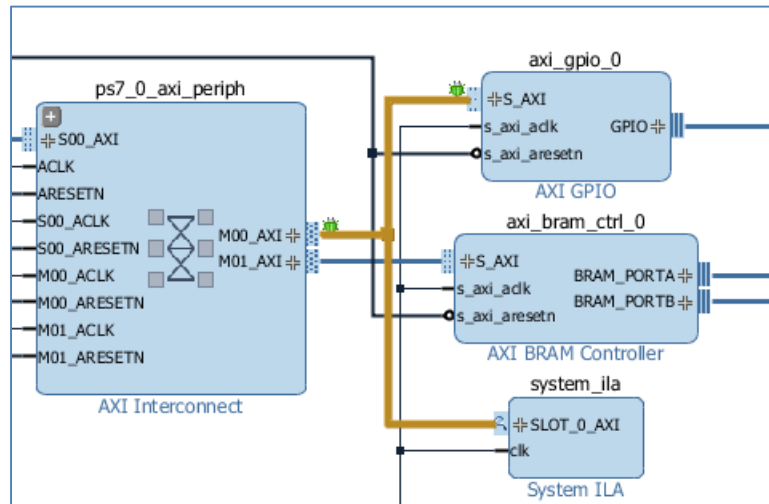 ps7_0_axi_periph
S00_AXI
ACLK
ARESETN
S00_ACLK
S00_ARESETN
M00_ACLK
M00_ARESETN
M01_ACLK
M01_ARESETN
M00_AXI
M01_AXI
AXI Interconnect
axi_gpio_0
S_AXI
s_axi_aclk
s_axi_aresetn
GPIO
AXI GPIO
axi_bram_ctrl_0
S_AXI
s_axi_aclk
s_axi_aresetn
BRAM_PORTA
BRAM_PORTB
AXI BRAM Controller
system_ila
SLOT_0_AXI
clk
System ILA